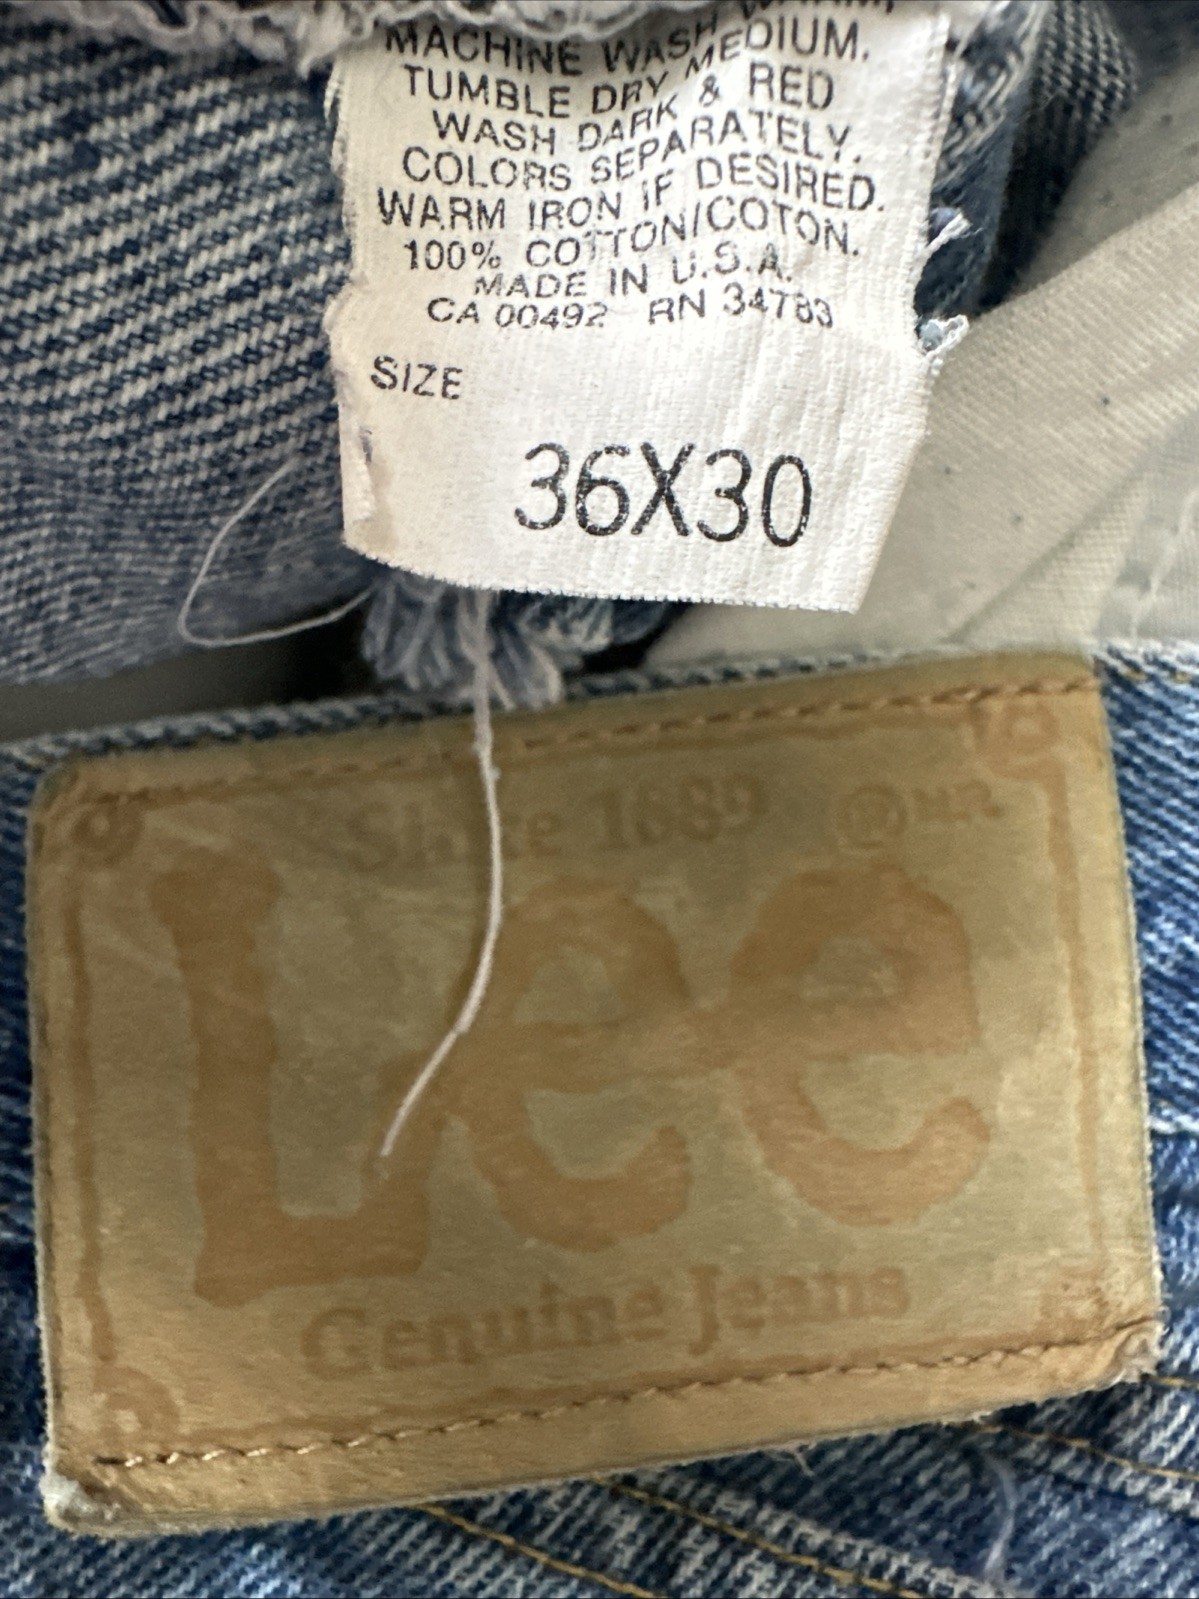 MACHINE WASH WARM,
TUMBLE DRY MEDIUM.
WASH DARK & RED
COLORS SEPARATELY.
WARM IRON IF DESIRED.
100% COTTON/COTON.
MADE IN U.S.A.
CA 00492 RN 34783
SIZE
36X30
Since 1889 ® M.R.
Lee
Genuine Jeans